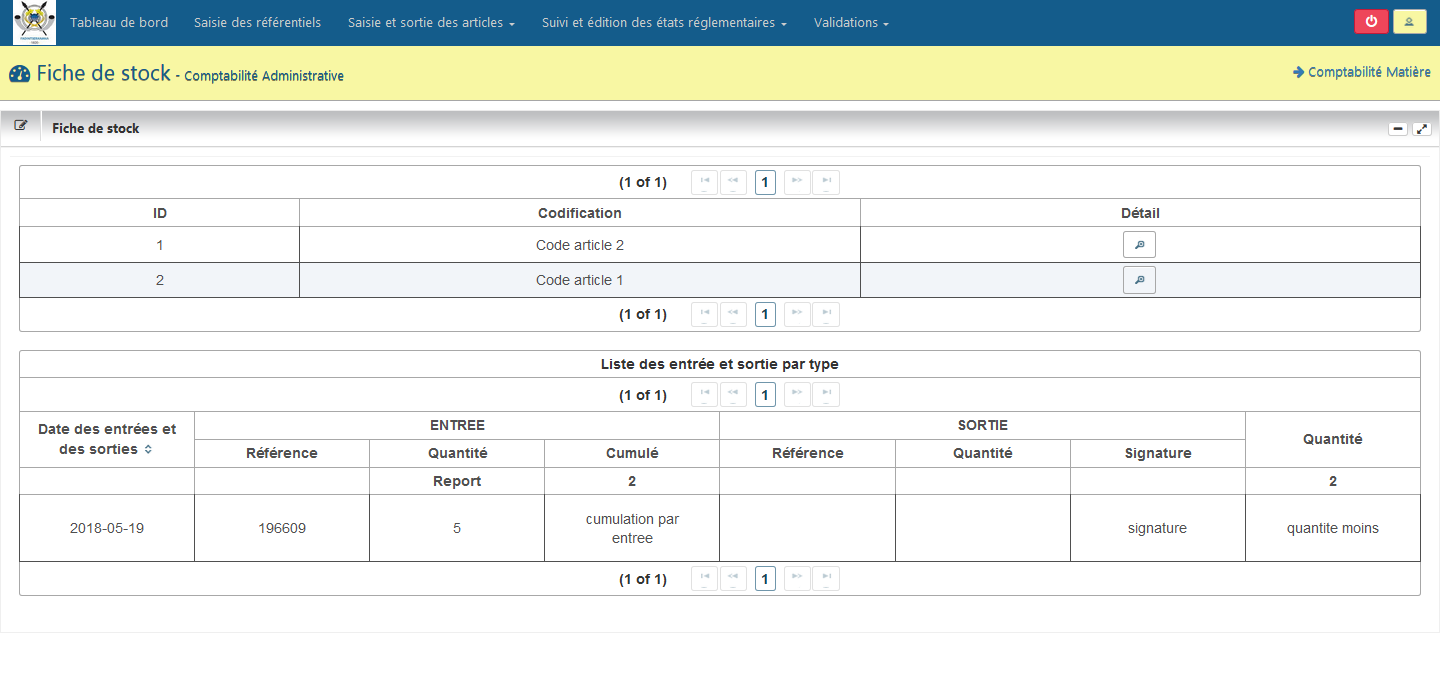 Tableau de bord Saisie des référentiels Saisie et sortie des articles Suivi et édition des états réglementaires Validations
Fiche de stock - Comptabilité Administrative
Comptabilité Matière
Fiche de stock
(1 of 1) 1
ID Codification Détail
1 Code article 2
2 Code article 1
(1 of 1) 1
Liste des entrée et sortie par type
(1 of 1) 1
Date des entrées et des sorties ENTREE SORTIE Quantité
Référence Quantité Cumulé Référence Quantité Signature
Report 2 2
2018-05-19 196609 5 cumulation par entree signature quantite moins
(1 of 1) 1